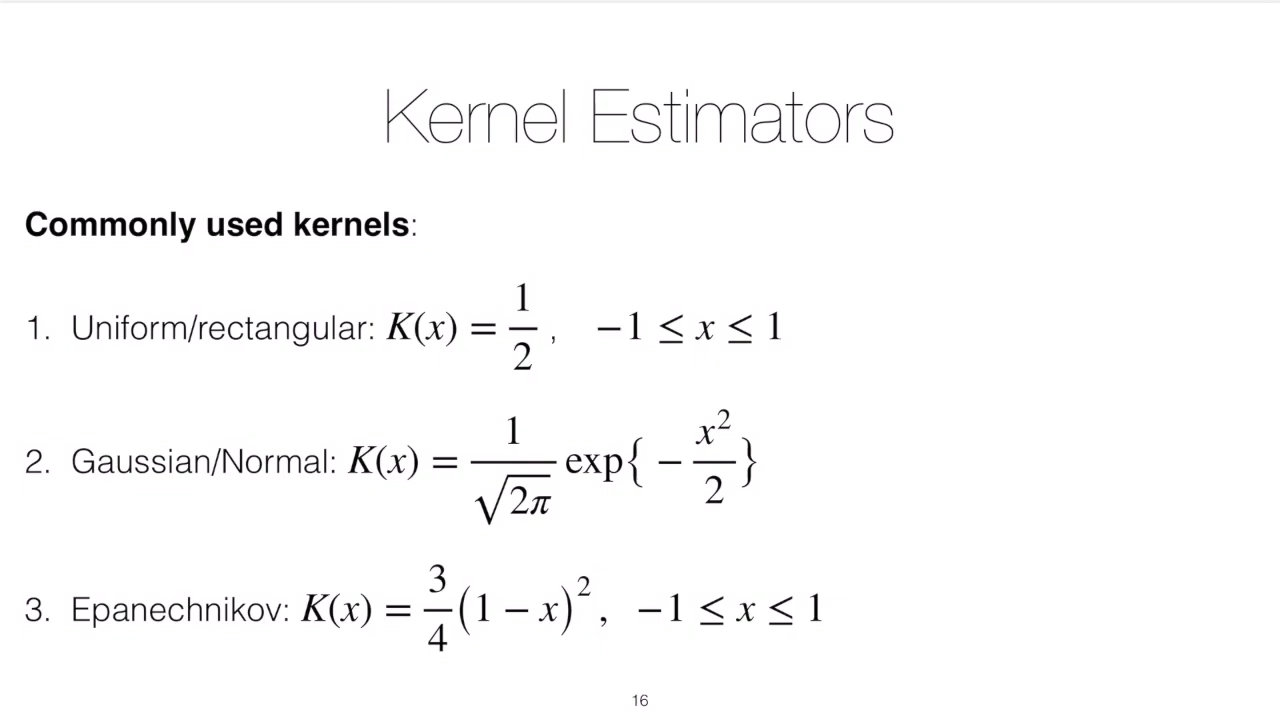 Kernel Estimators
Commonly used kernels:
1. Uniform/rectangular: K(x) = 1/2 , −1 ≤ x ≤ 1
2. Gaussian/Normal: K(x) = 1/√2π exp{ − x²/2 }
3. Epanechnikov: K(x) = 3/4 (1 − x)², −1 ≤ x ≤ 1
16